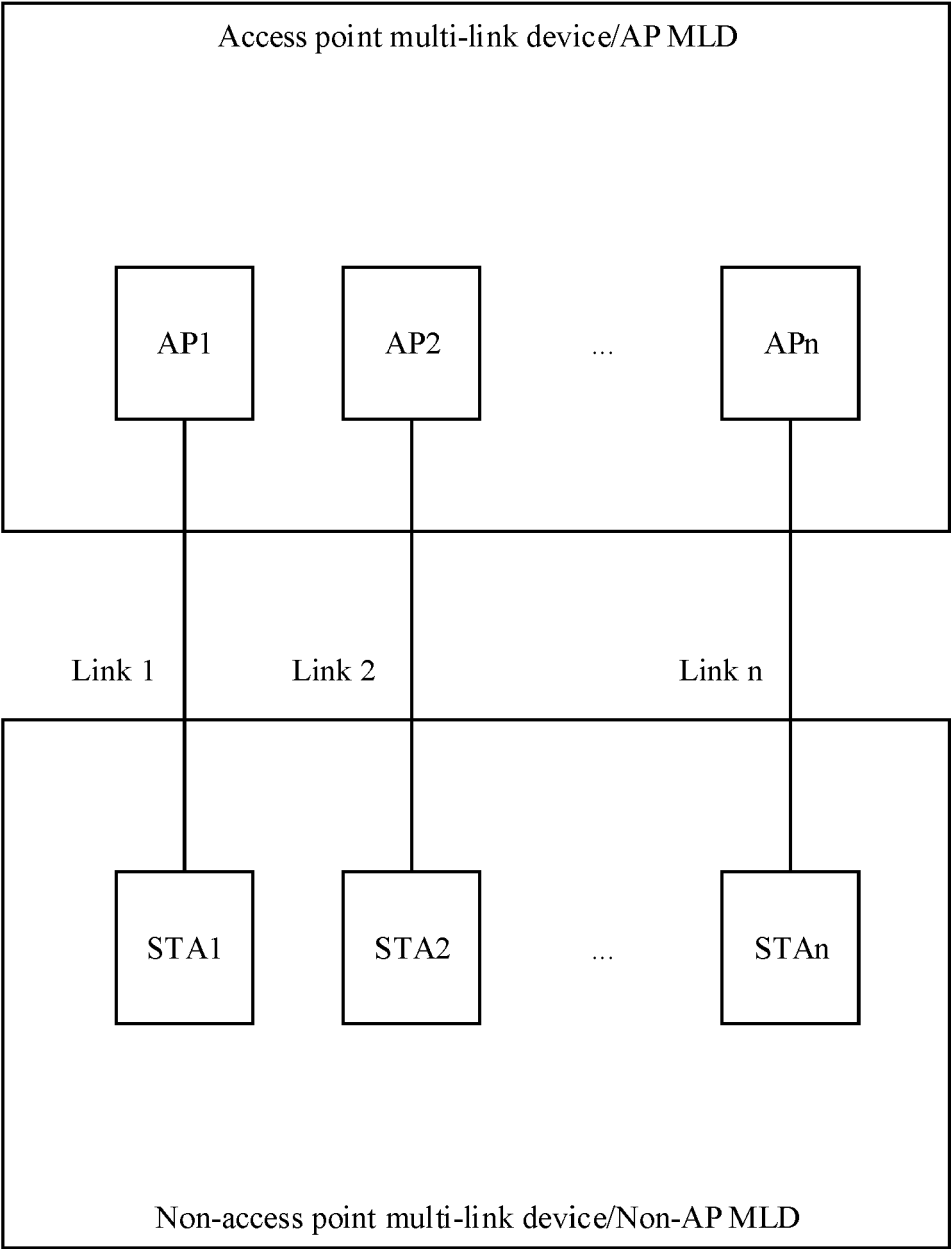 Access point multi-link device/AP MLD
AP1 AP2 ... APn
Link 1 Link 2 Link n
STA1 STA2 ... STAn
Non-access point multi-link device/Non-AP MLD